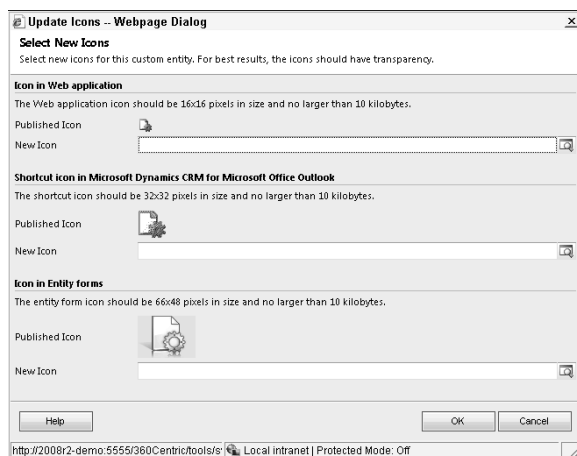 Update Icons -- Webpage Dialog
Select New Icons
Select new icons for this custom entity. For best results, the icons should have transparency.
Icon in Web application
The Web application icon should be 16x16 pixels in size and no larger than 10 kilobytes.
Published Icon
New Icon
Shortcut icon in Microsoft Dynamics CRM for Microsoft Office Outlook
The shortcut icon should be 32x32 pixels in size and no larger than 10 kilobytes.
Published Icon
New Icon
Icon in Entity forms
The entity form icon should be 66x48 pixels in size and no larger than 10 kilobytes.
Published Icon
New Icon
Help OK Cancel
http://2008r2-demo:5555/360Centric/tools/s Local intranet | Protected Mode: Off